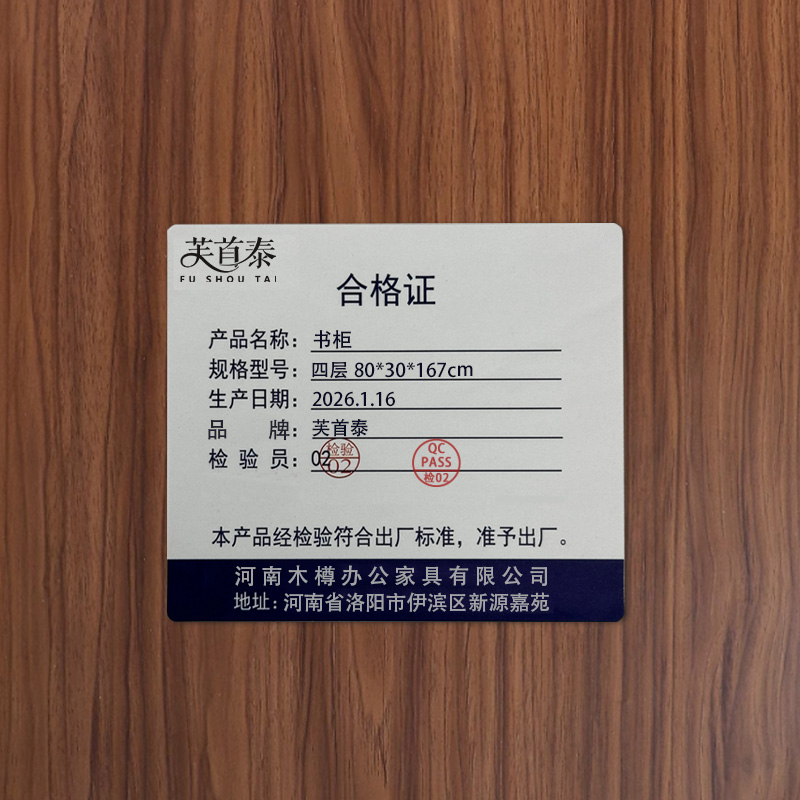 芙首泰
FU SHOU TAI
合格证
产品名称：书柜
规格型号：四层 80*30*167cm
生产日期：2026.1.16
品　　牌：芙首泰
检 验 员：02
检验
02
QC
PASS
检02
本产品经检验符合出厂标准，准予出厂。
河南木樽办公家具有限公司
地址:河南省洛阳市伊滨区新源嘉苑